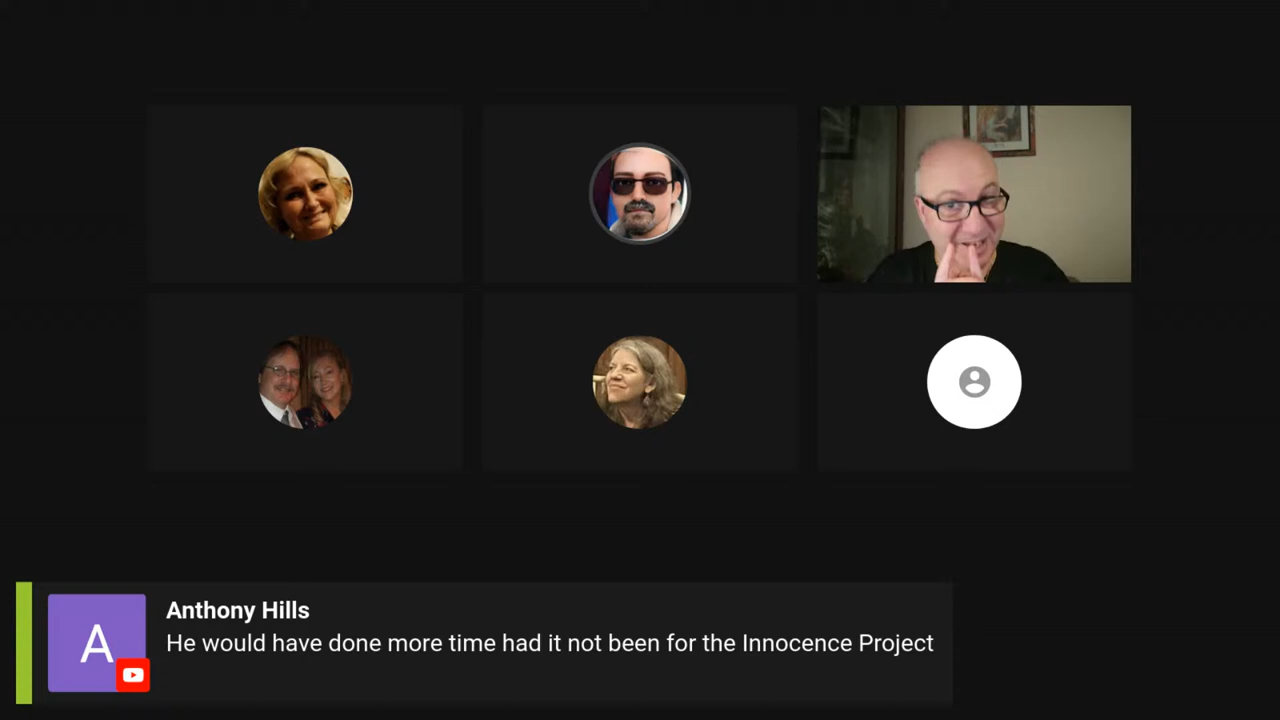 A
Anthony Hills
He would have done more time had it not been for the Innocence Project